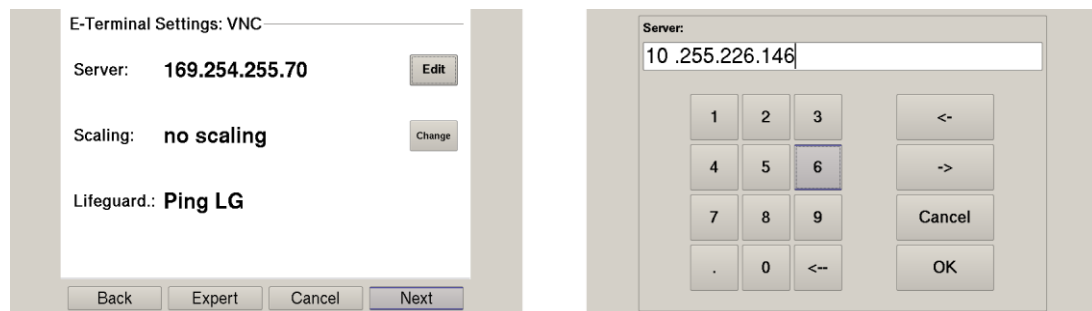 E-Terminal Settings: VNC
Server: 169.254.255.70 Edit
Scaling: no scaling Change
Lifeguard.: Ping LG
Back Expert Cancel Next
Server:
10 .255.226.146
1 2 3 <-
4 5 6 ->
7 8 9 Cancel
. 0 <-- OK